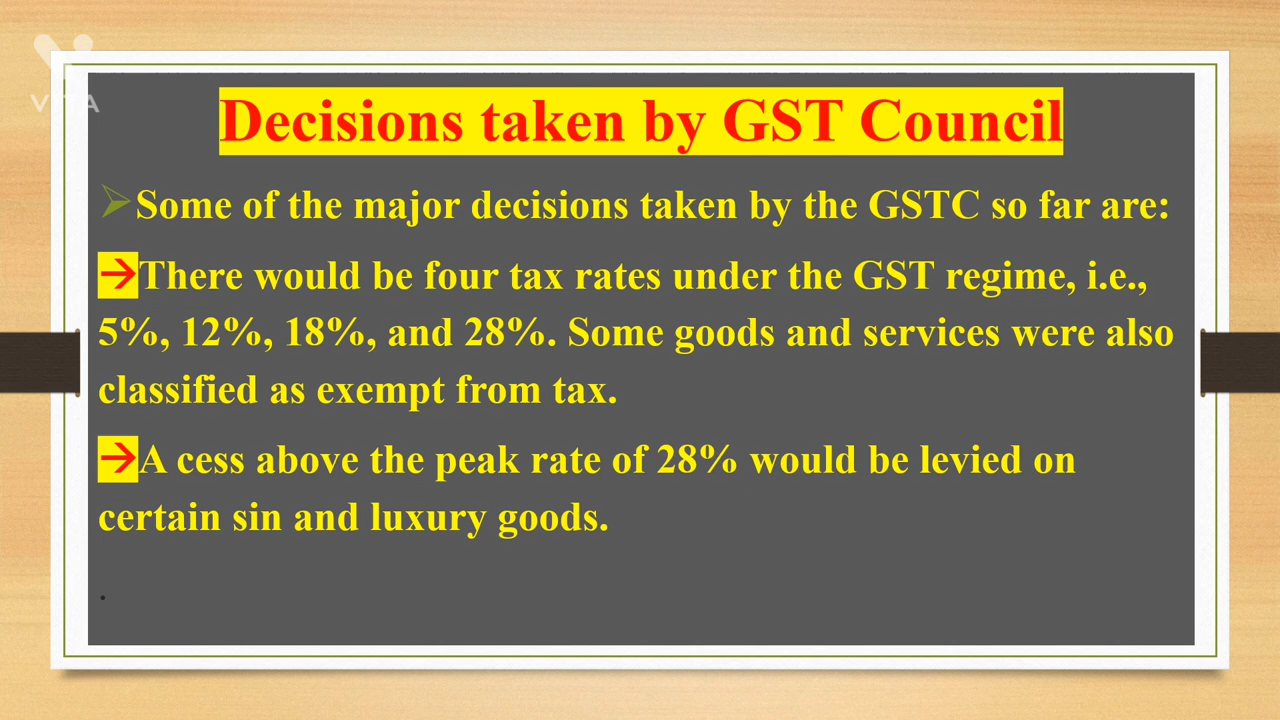 VITA
Decisions taken by GST Council
➢Some of the major decisions taken by the GSTC so far are:
→There would be four tax rates under the GST regime, i.e.,
5%, 12%, 18%, and 28%. Some goods and services were also
classified as exempt from tax.
→A cess above the peak rate of 28% would be levied on
certain sin and luxury goods.
.